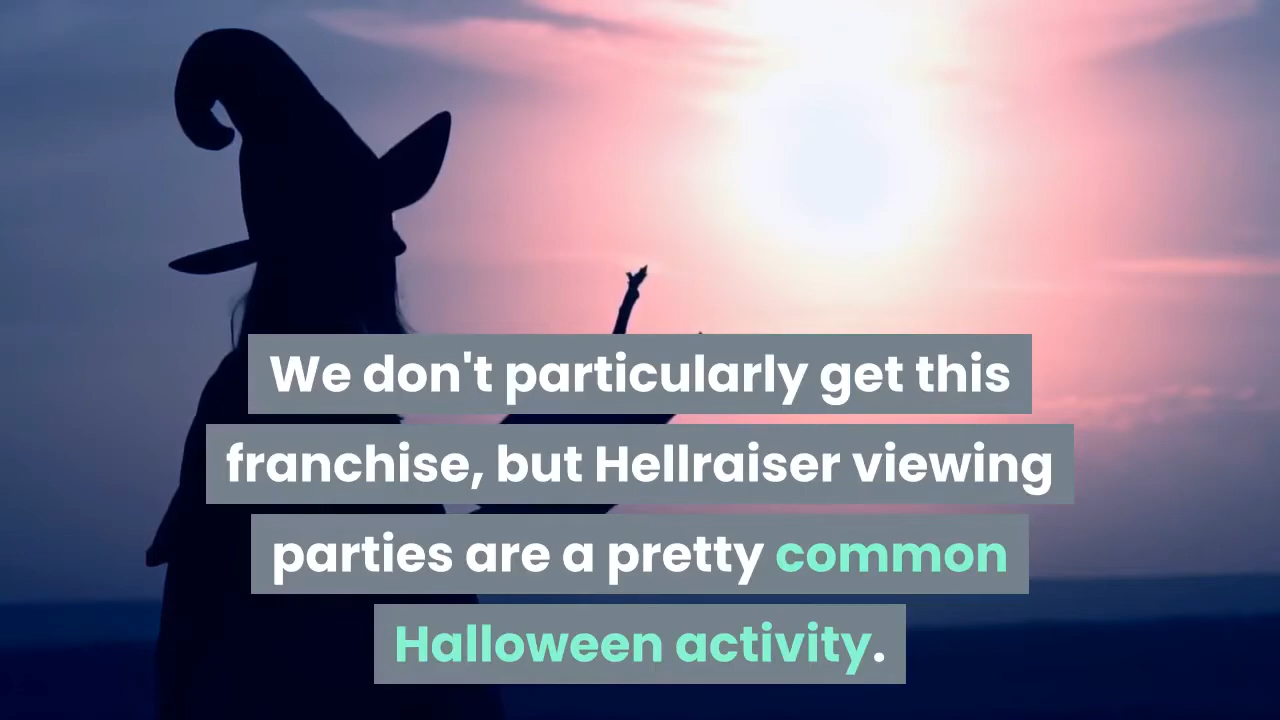 We don't particularly get this
franchise, but Hellraiser viewing
parties are a pretty common
Halloween activity.